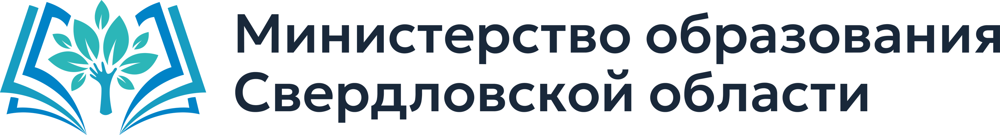 Министерство образования
Свердловской области